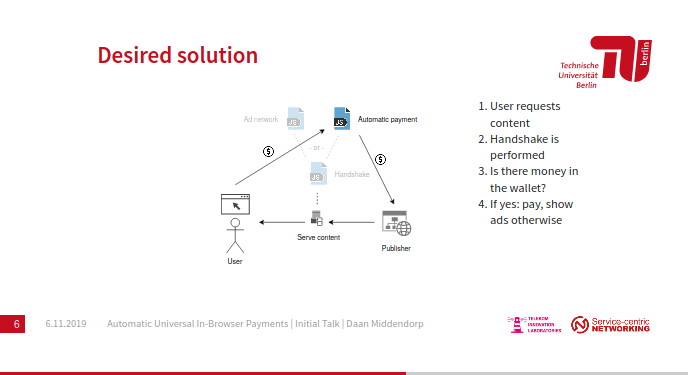 Desired solution
Technische
Universität
Berlin
berlin
Ad network
JS
JS
Automatic payment
- or -
$
$
JS
Handshake
1. User requests
content
2. Handshake is
performed
3. Is there money in
the wallet?
4. If yes: pay, show
ads otherwise
Serve content
Publisher
User
6
6.11.2019
Automatic Universal In-Browser Payments | Initial Talk | Daan Middendorp
TELEKOM
INNOVATION
LABORATORIES
Service-centric
NETWORKING